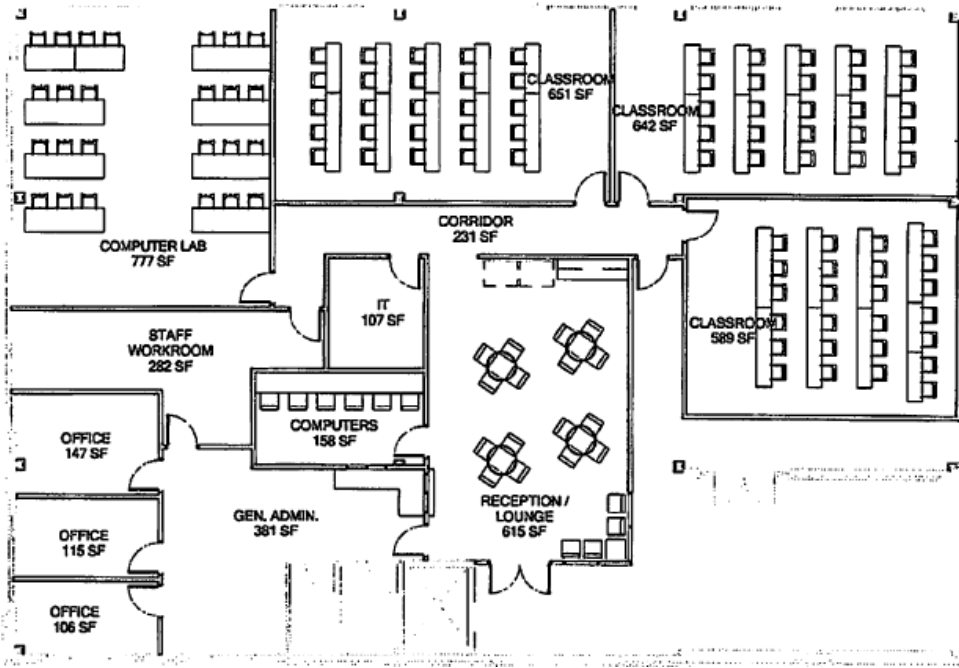 CLASSROOM
651 SF
CLASSROOM
642 SF
CORRIDOR
231 SF
COMPUTER LAB
777 SF
IT
107 SF
CLASSROOM
589 SF
STAFF
WORKROOM
282 SF
COMPUTERS
158 SF
OFFICE
147 SF
RECEPTION /
LOUNGE
615 SF
GEN. ADMIN.
381 SF
OFFICE
115 SF
OFFICE
106 SF